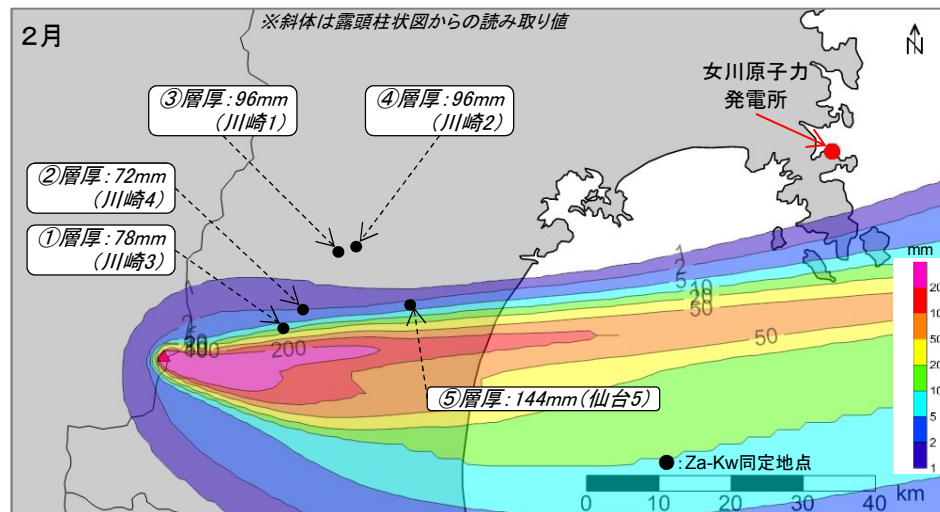 ※斜体は露頭柱状図からの読み取り値
2月
N
女川原子力
発電所
③層厚:96mm
(川崎1)
④層厚:96mm
(川崎2)
②層厚:72mm
(川崎4)
①層厚:78mm
(川崎3)
1
2
5
10
20
50
50
200
100
⑤層厚:144mm(仙台5)
mm
20
10
50
20
10
5
2
1
●:Za-Kw同定地点
0 10 20 30 40 km